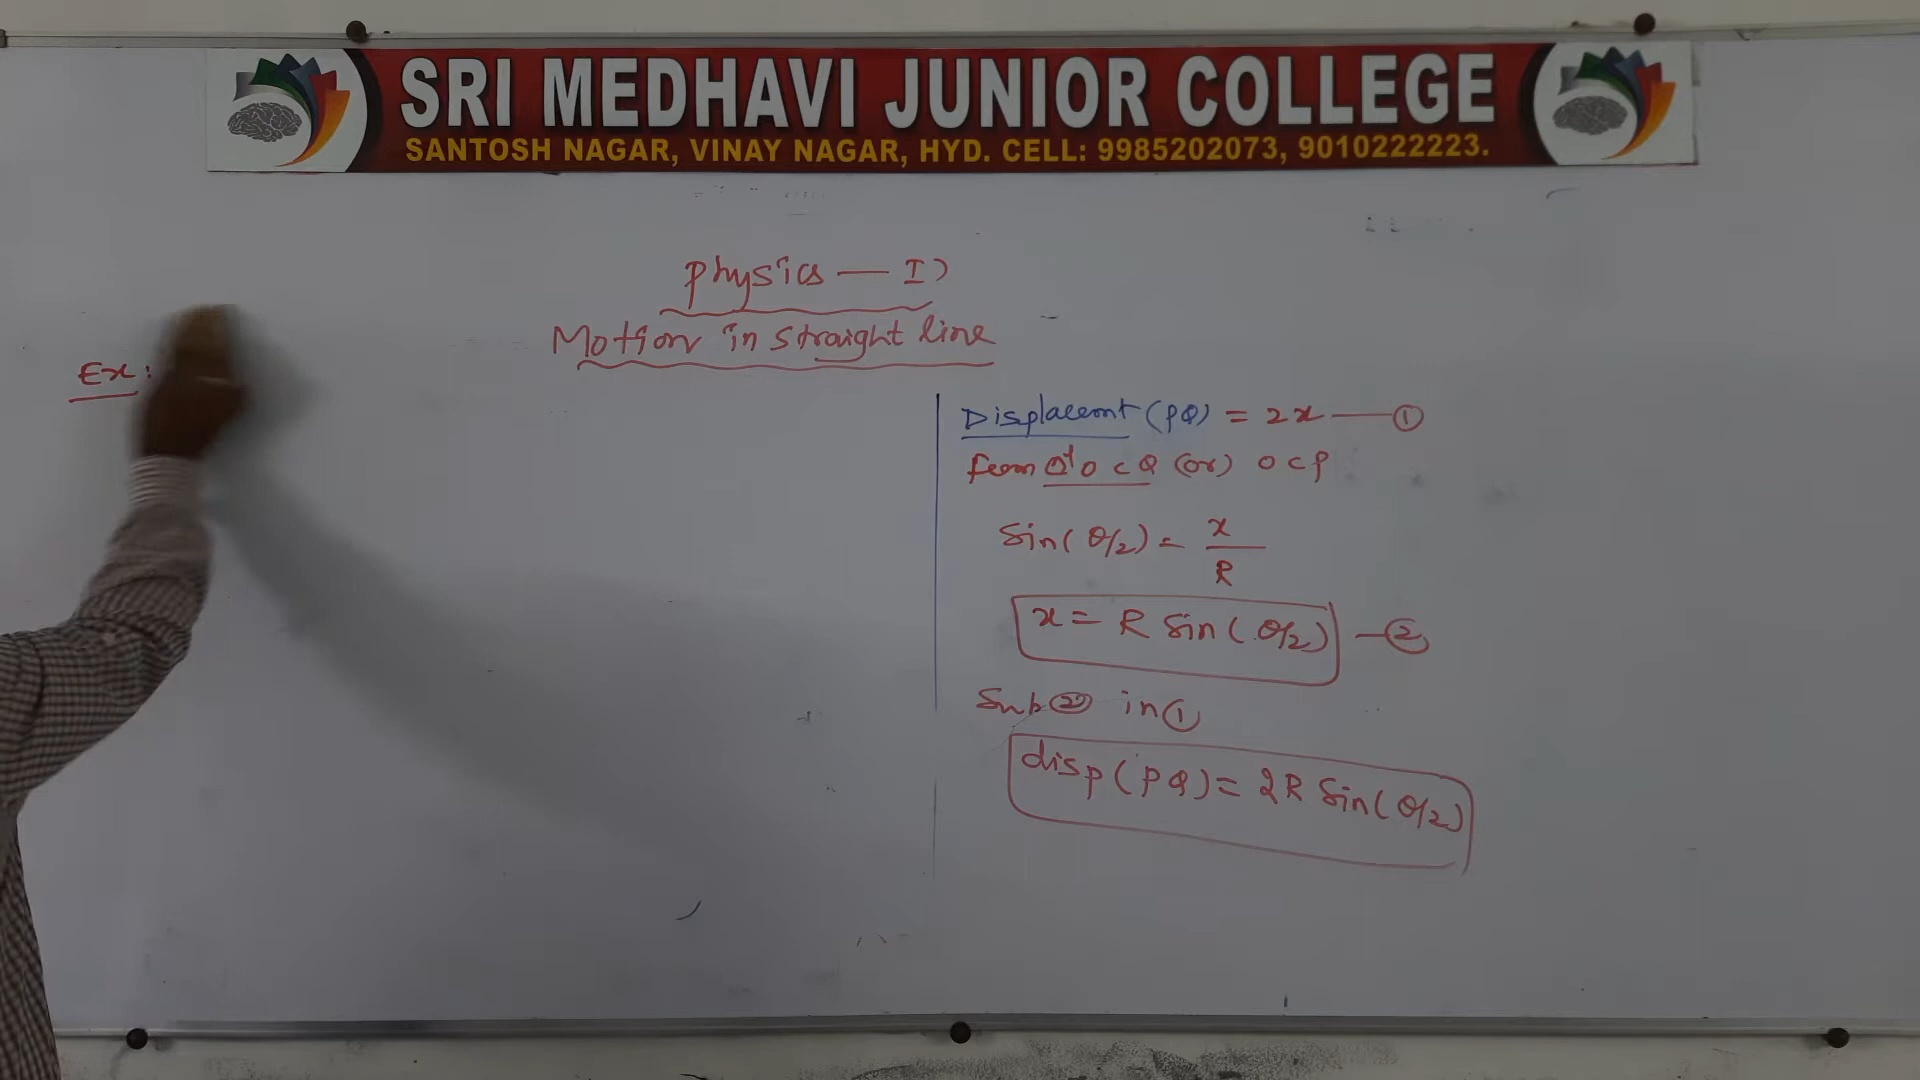 SRI MEDHAVI JUNIOR COLLEGE
SANTOSH NAGAR, VINAY NAGAR, HYD. CELL: 9985202073, 9010222223.
Physics — I)
Motion in straight line
Ex:
Displacemt (PQ) = 2x — ①
from Δle OCQ (or) OCP
Sin(θ/2) = x/R
x = R Sin(θ/2) — ②
Sub ② in ①
disp (PQ) = 2R Sin(θ/2)